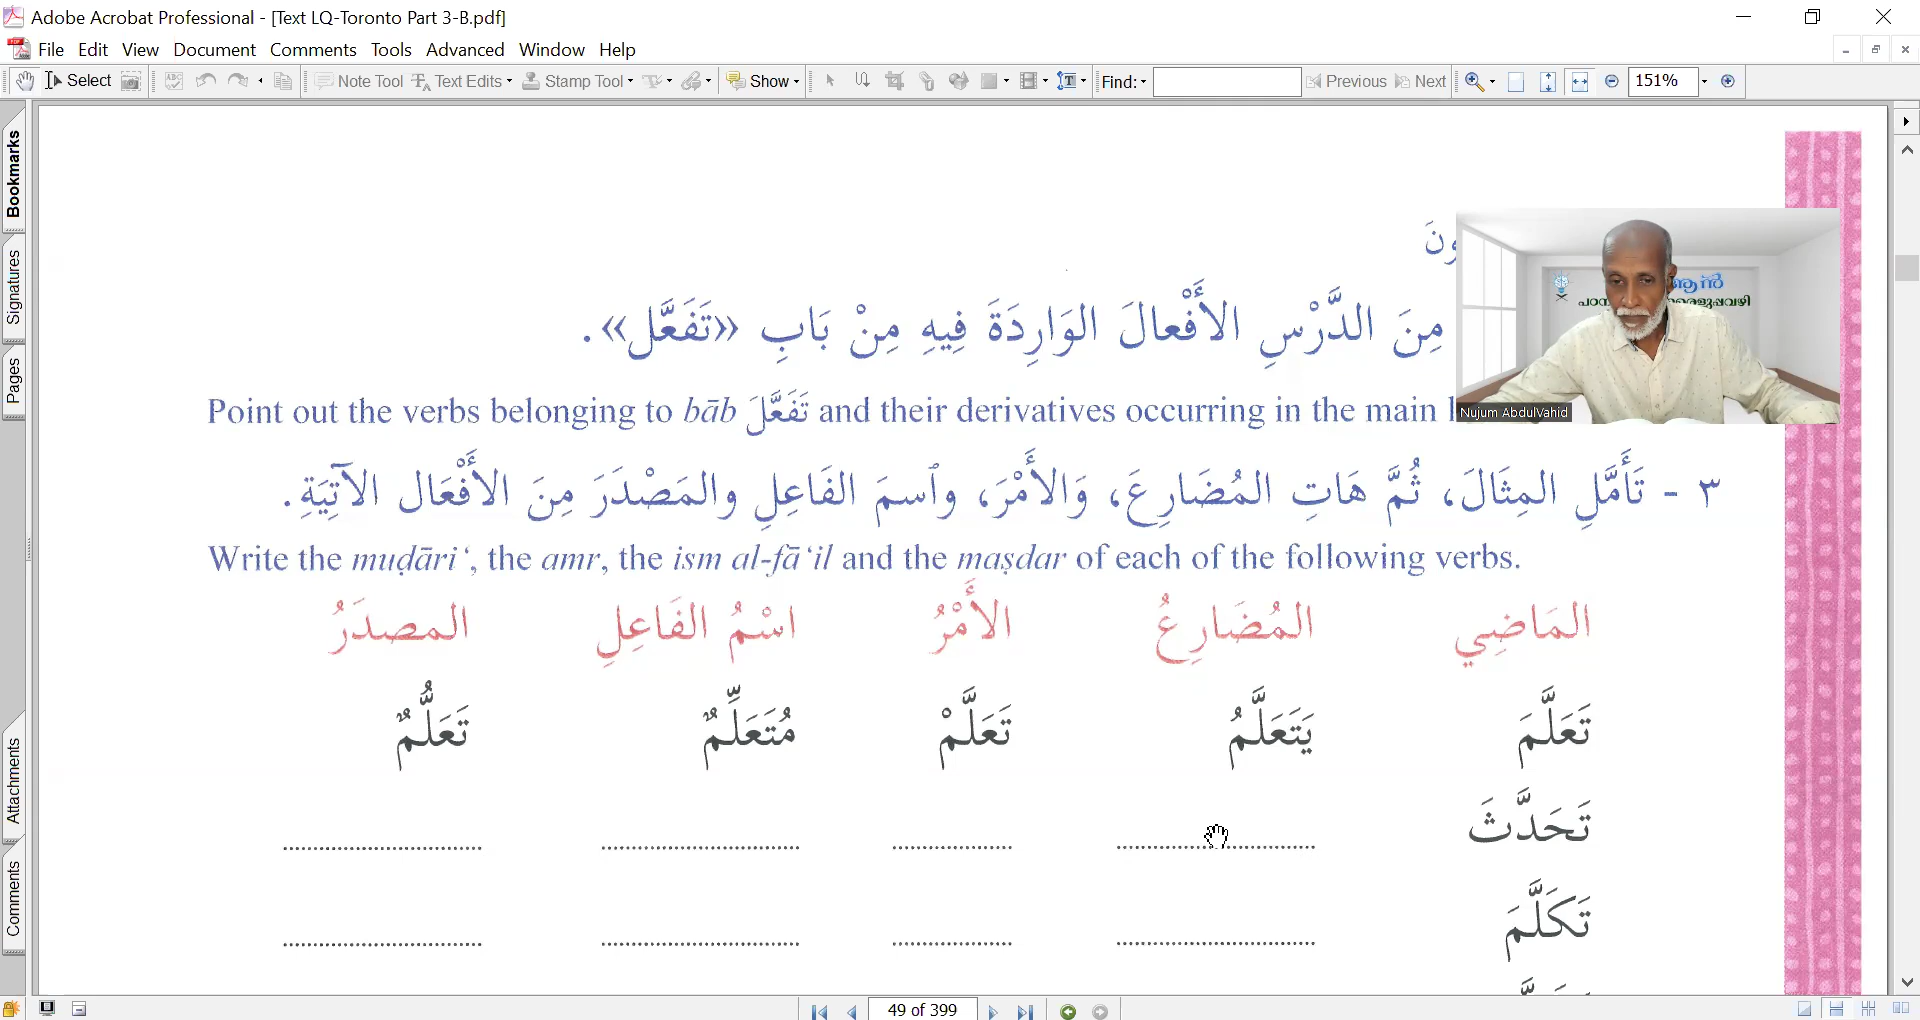 Adobe Acrobat Professional - [Text LQ-Toronto Part 3-B.pdf]
File Edit View Document Comments Tools Advanced Window Help
Select Note Tool Text Edits Stamp Tool Show Find: Previous Next 151%
Bookmarks
Signatures
Pages
Attachments
Comments
ونَ
مِنَ الدَّرْسِ الأَفْعالَ الوَارِدَةَ فِيهِ مِنْ بَابِ «تَفَعَّل».
Point out the verbs belonging to bāb تَفَعَّلَ and their derivatives occurring in the main l
Nujum AbdulVahid
٣ - تَأَمَّلِ المِثَالَ، ثُمَّ هَاتِ المُضَارِعَ، وَالأَمْرَ، وٱسمَ الفَاعِلِ والمَصْدَرَ مِنَ الأَفْعَال الآتِيَةِ.
Write the muḍāriʻ, the amr, the ism al-fāʻil and the maṣdar of each of the following verbs.
المَاضِي المُضَارِعُ الأَمْرُ اسْمُ الفَاعِلِ المصدَرُ
تَعَلَّمَ يَتَعَلَّمُ تَعَلَّمْ مُتَعَلِّمٌ تَعَلُّمٌ
تَحَدَّثَ .................... .................... .................... ....................
تَكَلَّمَ .................... .................... .................... ....................
49 of 399